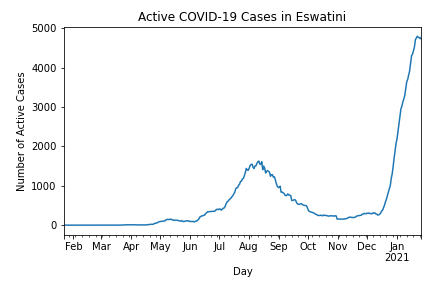 Active COVID-19 Cases in Eswatini
Number of Active Cases
5000
4000
3000
2000
1000
0
Feb Mar Apr May Jun Jul Aug Sep Oct Nov Dec Jan
2021
Day